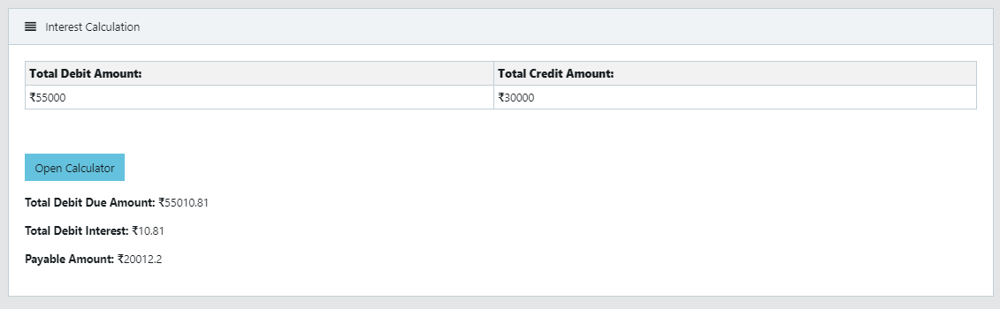 Interest Calculation
Total Debit Amount: Total Credit Amount:
₹55000 ₹30000
Open Calculator
Total Debit Due Amount: ₹55010.81
Total Debit Interest: ₹10.81
Payable Amount: ₹20012.2